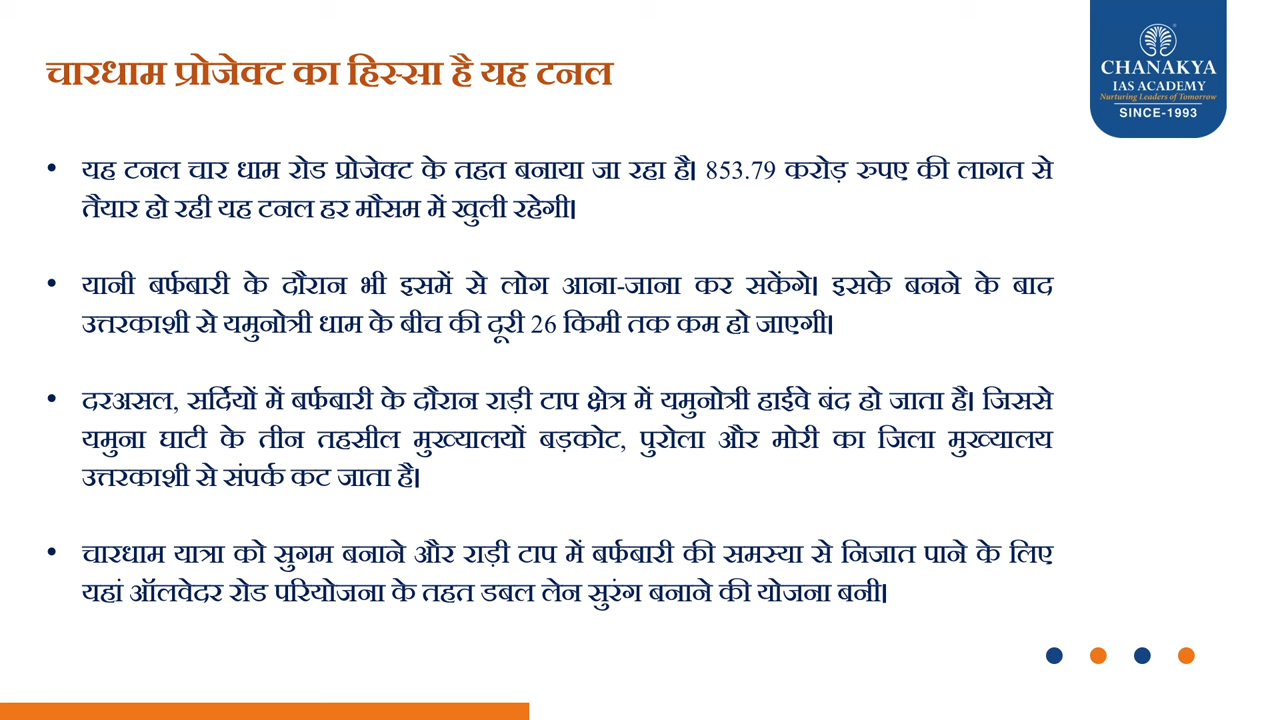 चारधाम प्रोजेक्ट का हिस्सा है यह टनल
CHANAKYA
IAS ACADEMY
Nurturing Leaders of Tomorrow
SINCE-1993
• यह टनल चार धाम रोड प्रोजेक्ट के तहत बनाया जा रहा है। 853.79 करोड़ रुपए की लागत से
तैयार हो रही यह टनल हर मौसम में खुली रहेगी।
• यानी बर्फबारी के दौरान भी इसमें से लोग आना-जाना कर सकेंगे। इसके बनने के बाद
उत्तरकाशी से यमुनोत्री धाम के बीच की दूरी 26 किमी तक कम हो जाएगी।
• दरअसल, सर्दियों में बर्फबारी के दौरान राड़ी टाप क्षेत्र में यमुनोत्री हाईवे बंद हो जाता है। जिससे
यमुना घाटी के तीन तहसील मुख्यालयों बड़कोट, पुरोला और मोरी का जिला मुख्यालय
उत्तरकाशी से संपर्क कट जाता है।
• चारधाम यात्रा को सुगम बनाने और राड़ी टाप में बर्फबारी की समस्या से निजात पाने के लिए
यहां ऑलवेदर रोड परियोजना के तहत डबल लेन सुरंग बनाने की योजना बनी।